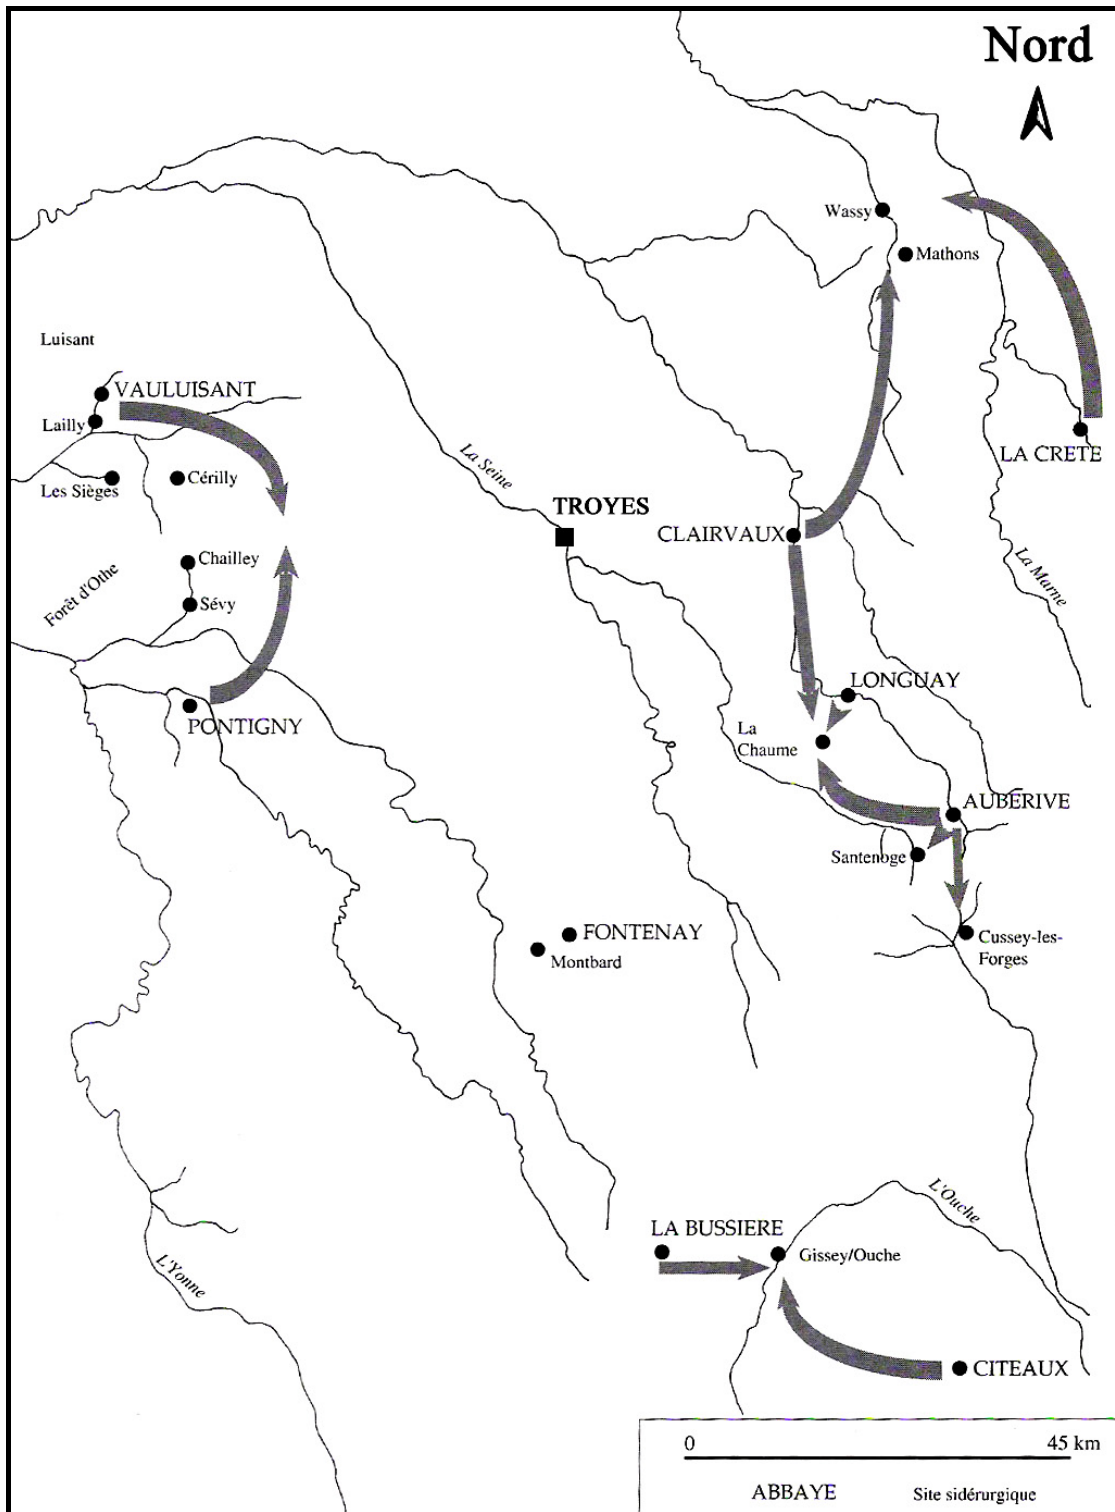 Nord
Wassy
Mathons
Luisant
VAULUISANT
Lailly
LA CRETE
La Seine
Les Sièges
Cérilly
TROYES
CLAIRVAUX
Chailley
La Marne
Forêt d'Othe
Sévy
LONGUAY
PONTIGNY
La
Chaume
AUBERIVE
Santenoge
FONTENAY
Cussey-les-
Forges
Montbard
L'Ouche
LA BUSSIERE
Gissey/Ouche
L'Yonne
CITEAUX
0
45 km
ABBAYE
Site sidérurgique